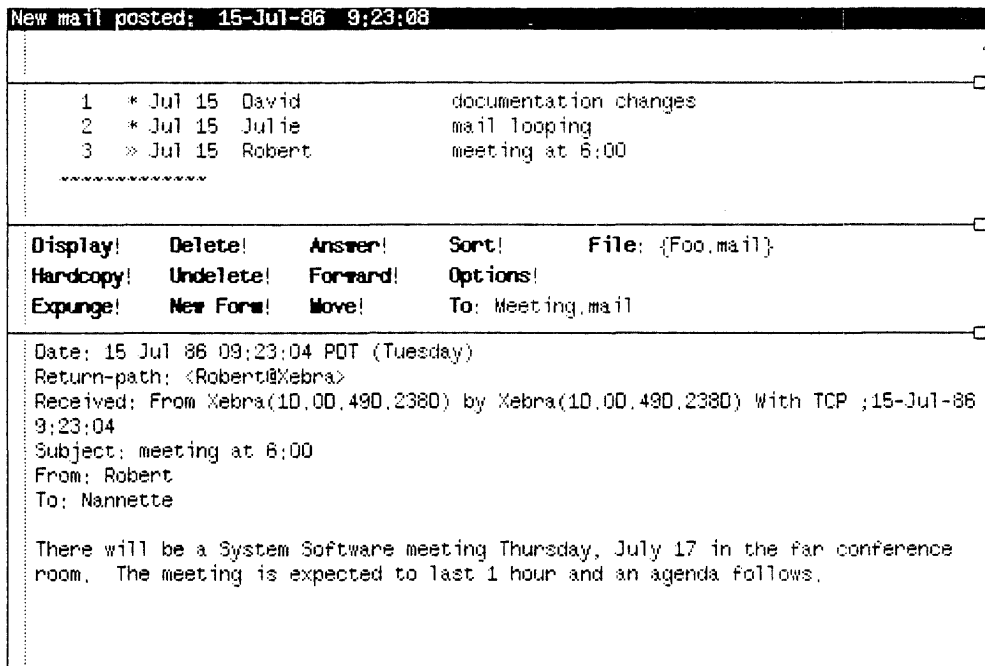 New mail posted: 15-Jul-86 9:23:08
1 * Jul 15 David documentation changes
2 * Jul 15 Julie mail looping
3 » Jul 15 Robert meeting at 6:00
~~~~~~~~~~~~~
Display! Delete! Answer! Sort! File: {Foo.mail}
Hardcopy! Undelete! Forward! Options!
Expunge! New Form! Move! To: Meeting.mail
Date: 15 Jul 86 09:23:04 PDT (Tuesday)
Return-path: <Robert@Xebra>
Received: From Xebra(10.00.490.2380) by Xebra(10.00.490.2380) With TCP ;15-Jul-86
9:23:04
Subject: meeting at 6:00
From: Robert
To: Nannette
There will be a System Software meeting Thursday, July 17 in the far conference
room. The meeting is expected to last 1 hour and an agenda follows.